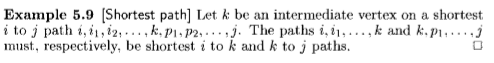 Example 5.9 [Shortest path] Let k be an intermediate vertex on a shortest
i to j path i, i₁, i₂, . . . , k, p₁, p₂, . . . , j. The paths i, i₁, . . . , k and k, p₁, . . . , j
must, respectively, be shortest i to k and k to j paths. □